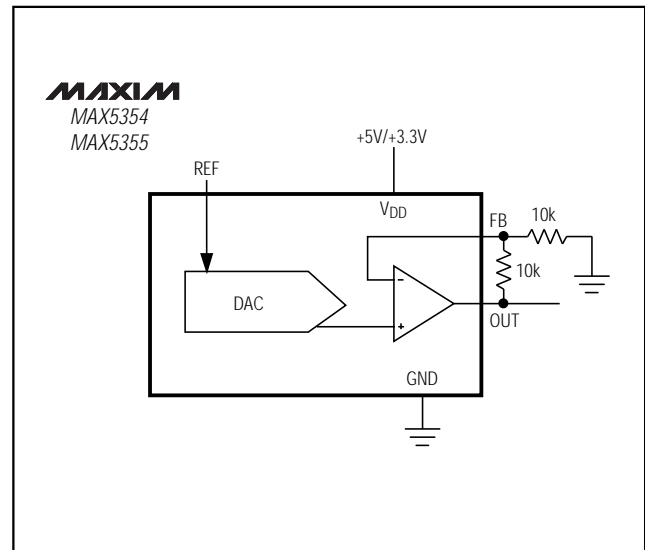 MAXIM
MAX5354
MAX5355
+5V/+3.3V
REF
VDD
FB
10k
10k
DAC
-
+
OUT
GND